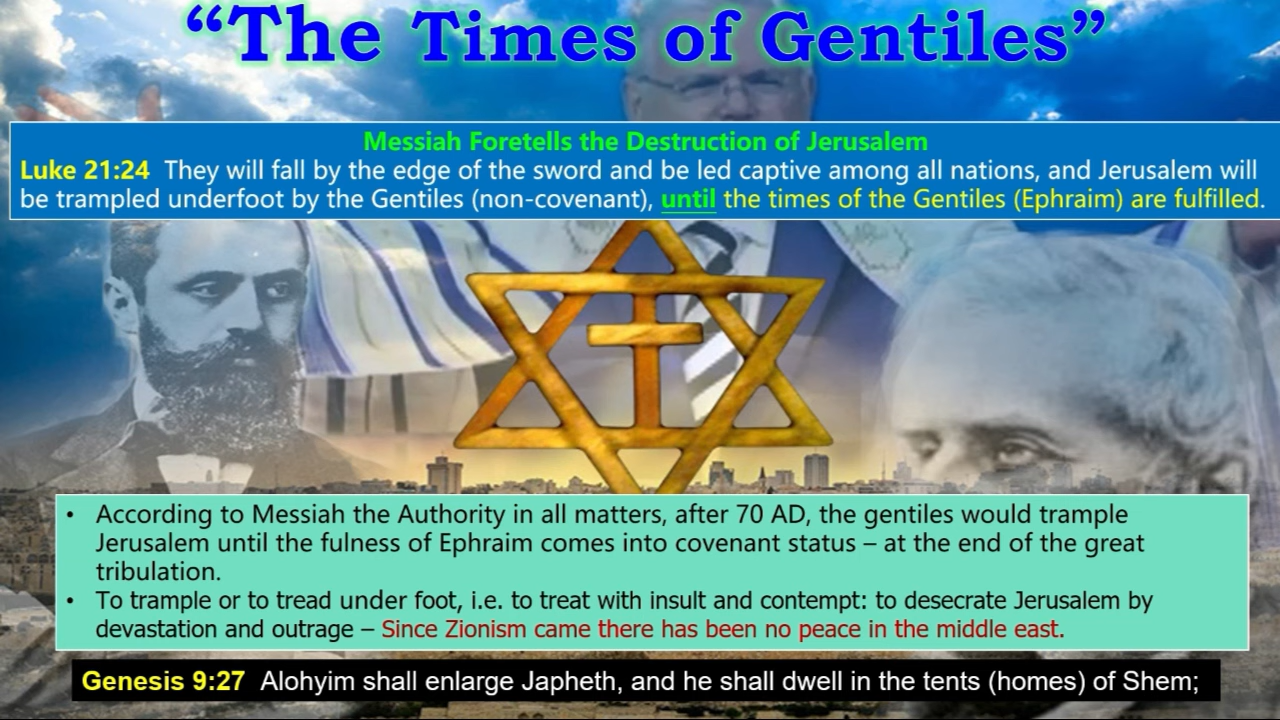 “The Times of Gentiles”
Messiah Foretells the Destruction of Jerusalem
Luke 21:24 They will fall by the edge of the sword and be led captive among all nations, and Jerusalem will
be trampled underfoot by the Gentiles (non-covenant), until the times of the Gentiles (Ephraim) are fulfilled.
• According to Messiah the Authority in all matters, after 70 AD, the gentiles would trample
Jerusalem until the fulness of Ephraim comes into covenant status – at the end of the great
tribulation.
• To trample or to tread under foot, i.e. to treat with insult and contempt: to desecrate Jerusalem by
devastation and outrage – Since Zionism came there has been no peace in the middle east.
Genesis 9:27 Alohyim shall enlarge Japheth, and he shall dwell in the tents (homes) of Shem;